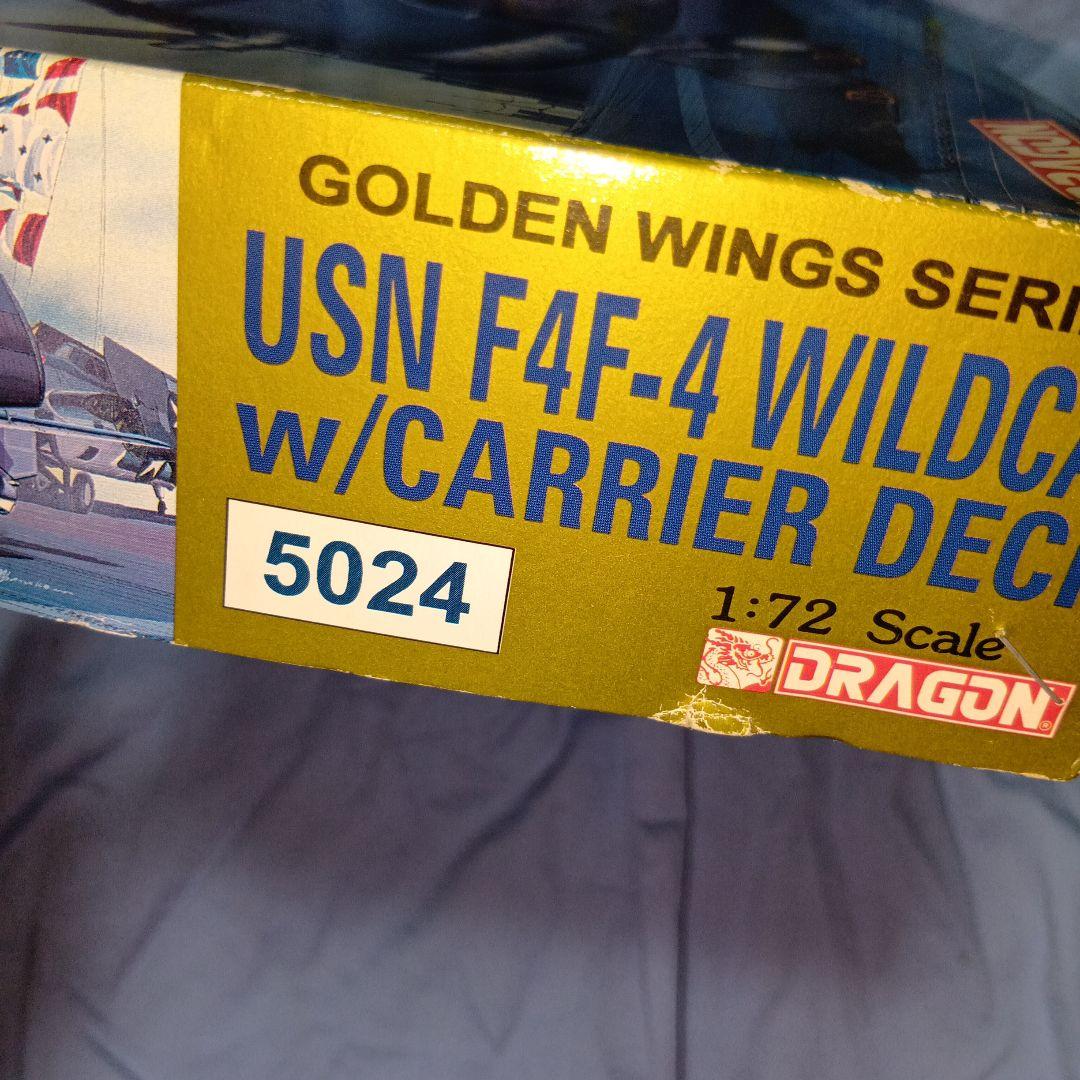 GOLDEN WINGS SERI
USN F4F-4 WILDCA
w/CARRIER DECK
5024
1:72 Scale
DRAGON